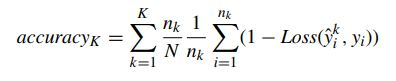 accuracy_K = \sum_{k=1}^{K} \frac{n_k}{N} \frac{1}{n_k} \sum_{i=1}^{n_k} (1 - Loss(\hat{y}_i^k, y_i))